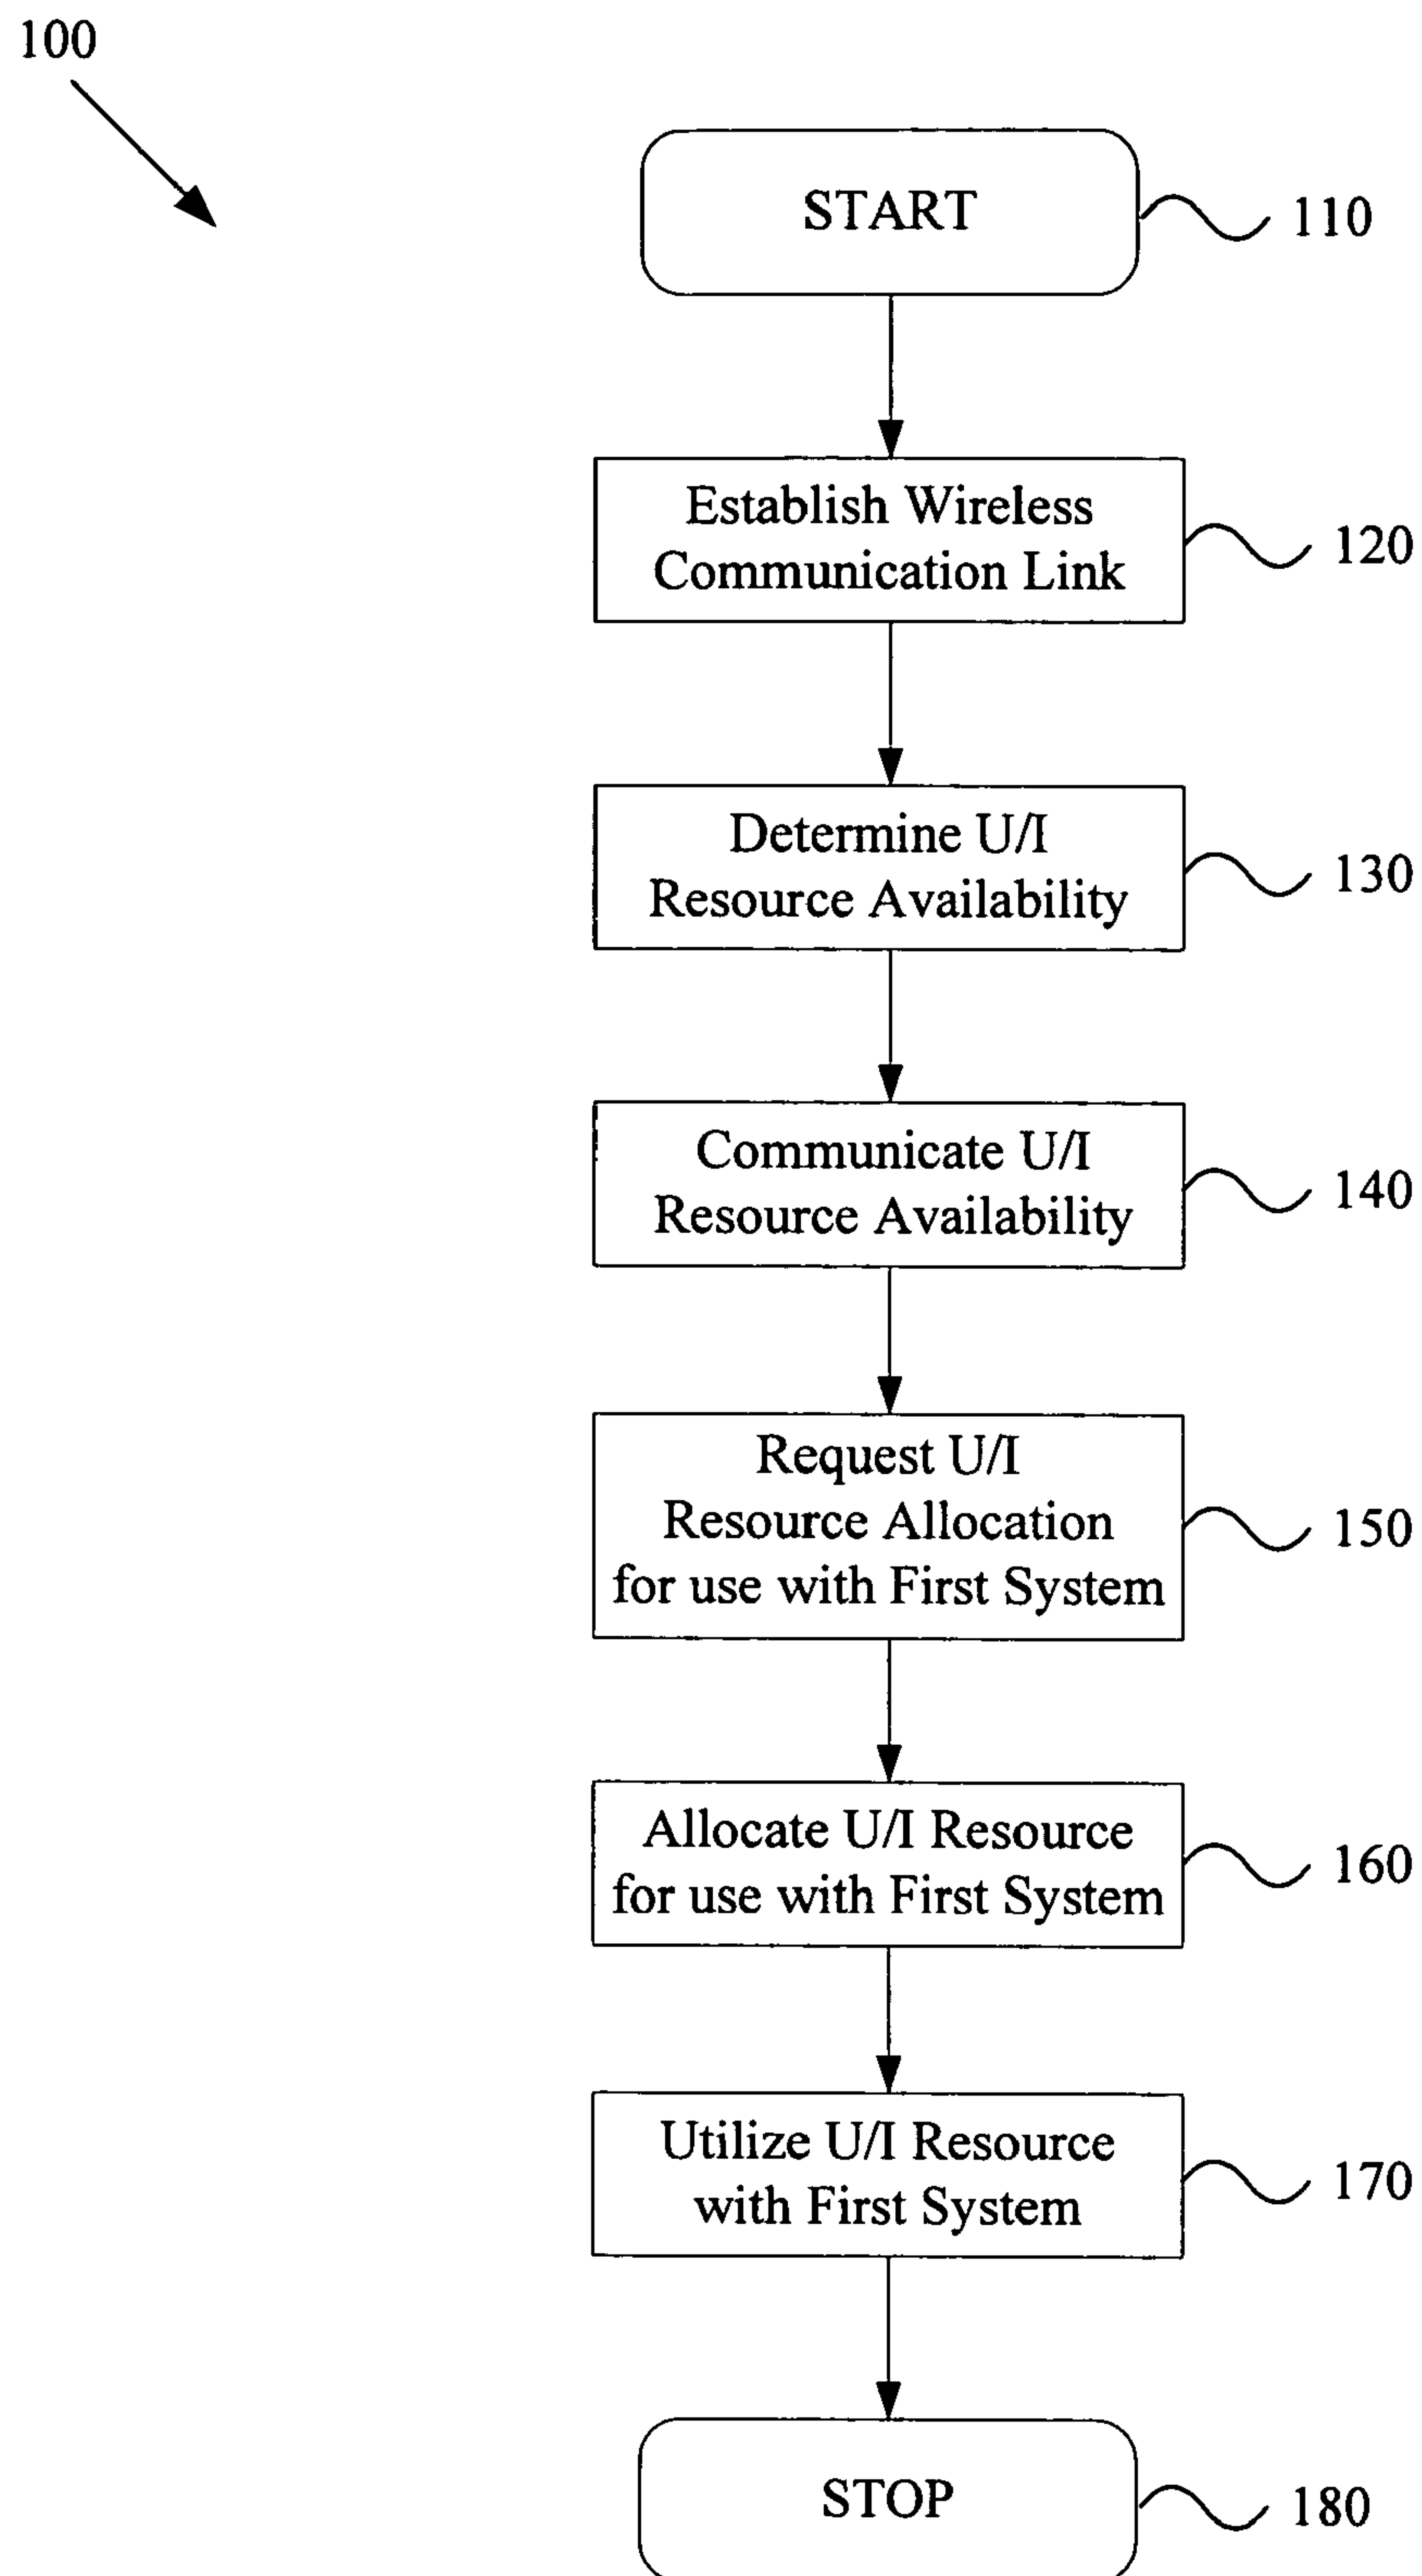 100
START
110
Establish Wireless
Communication Link
120
Determine U/I
Resource Availability
130
Communicate U/I
Resource Availability
140
Request U/I
Resource Allocation
for use with First System
150
Allocate U/I Resource
for use with First System
160
Utilize U/I Resource
with First System
170
STOP
180